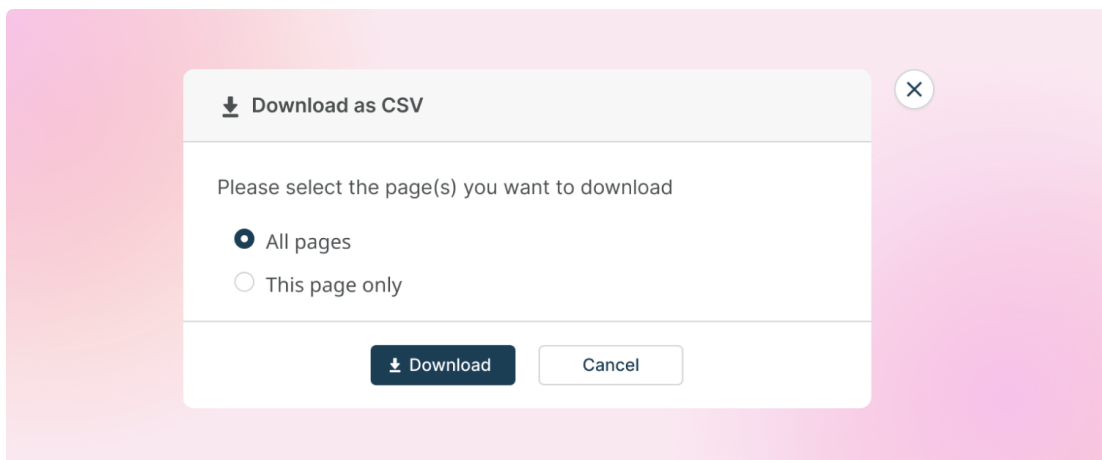 Download as CSV
Please select the page(s) you want to download
All pages
This page only
Download
Cancel